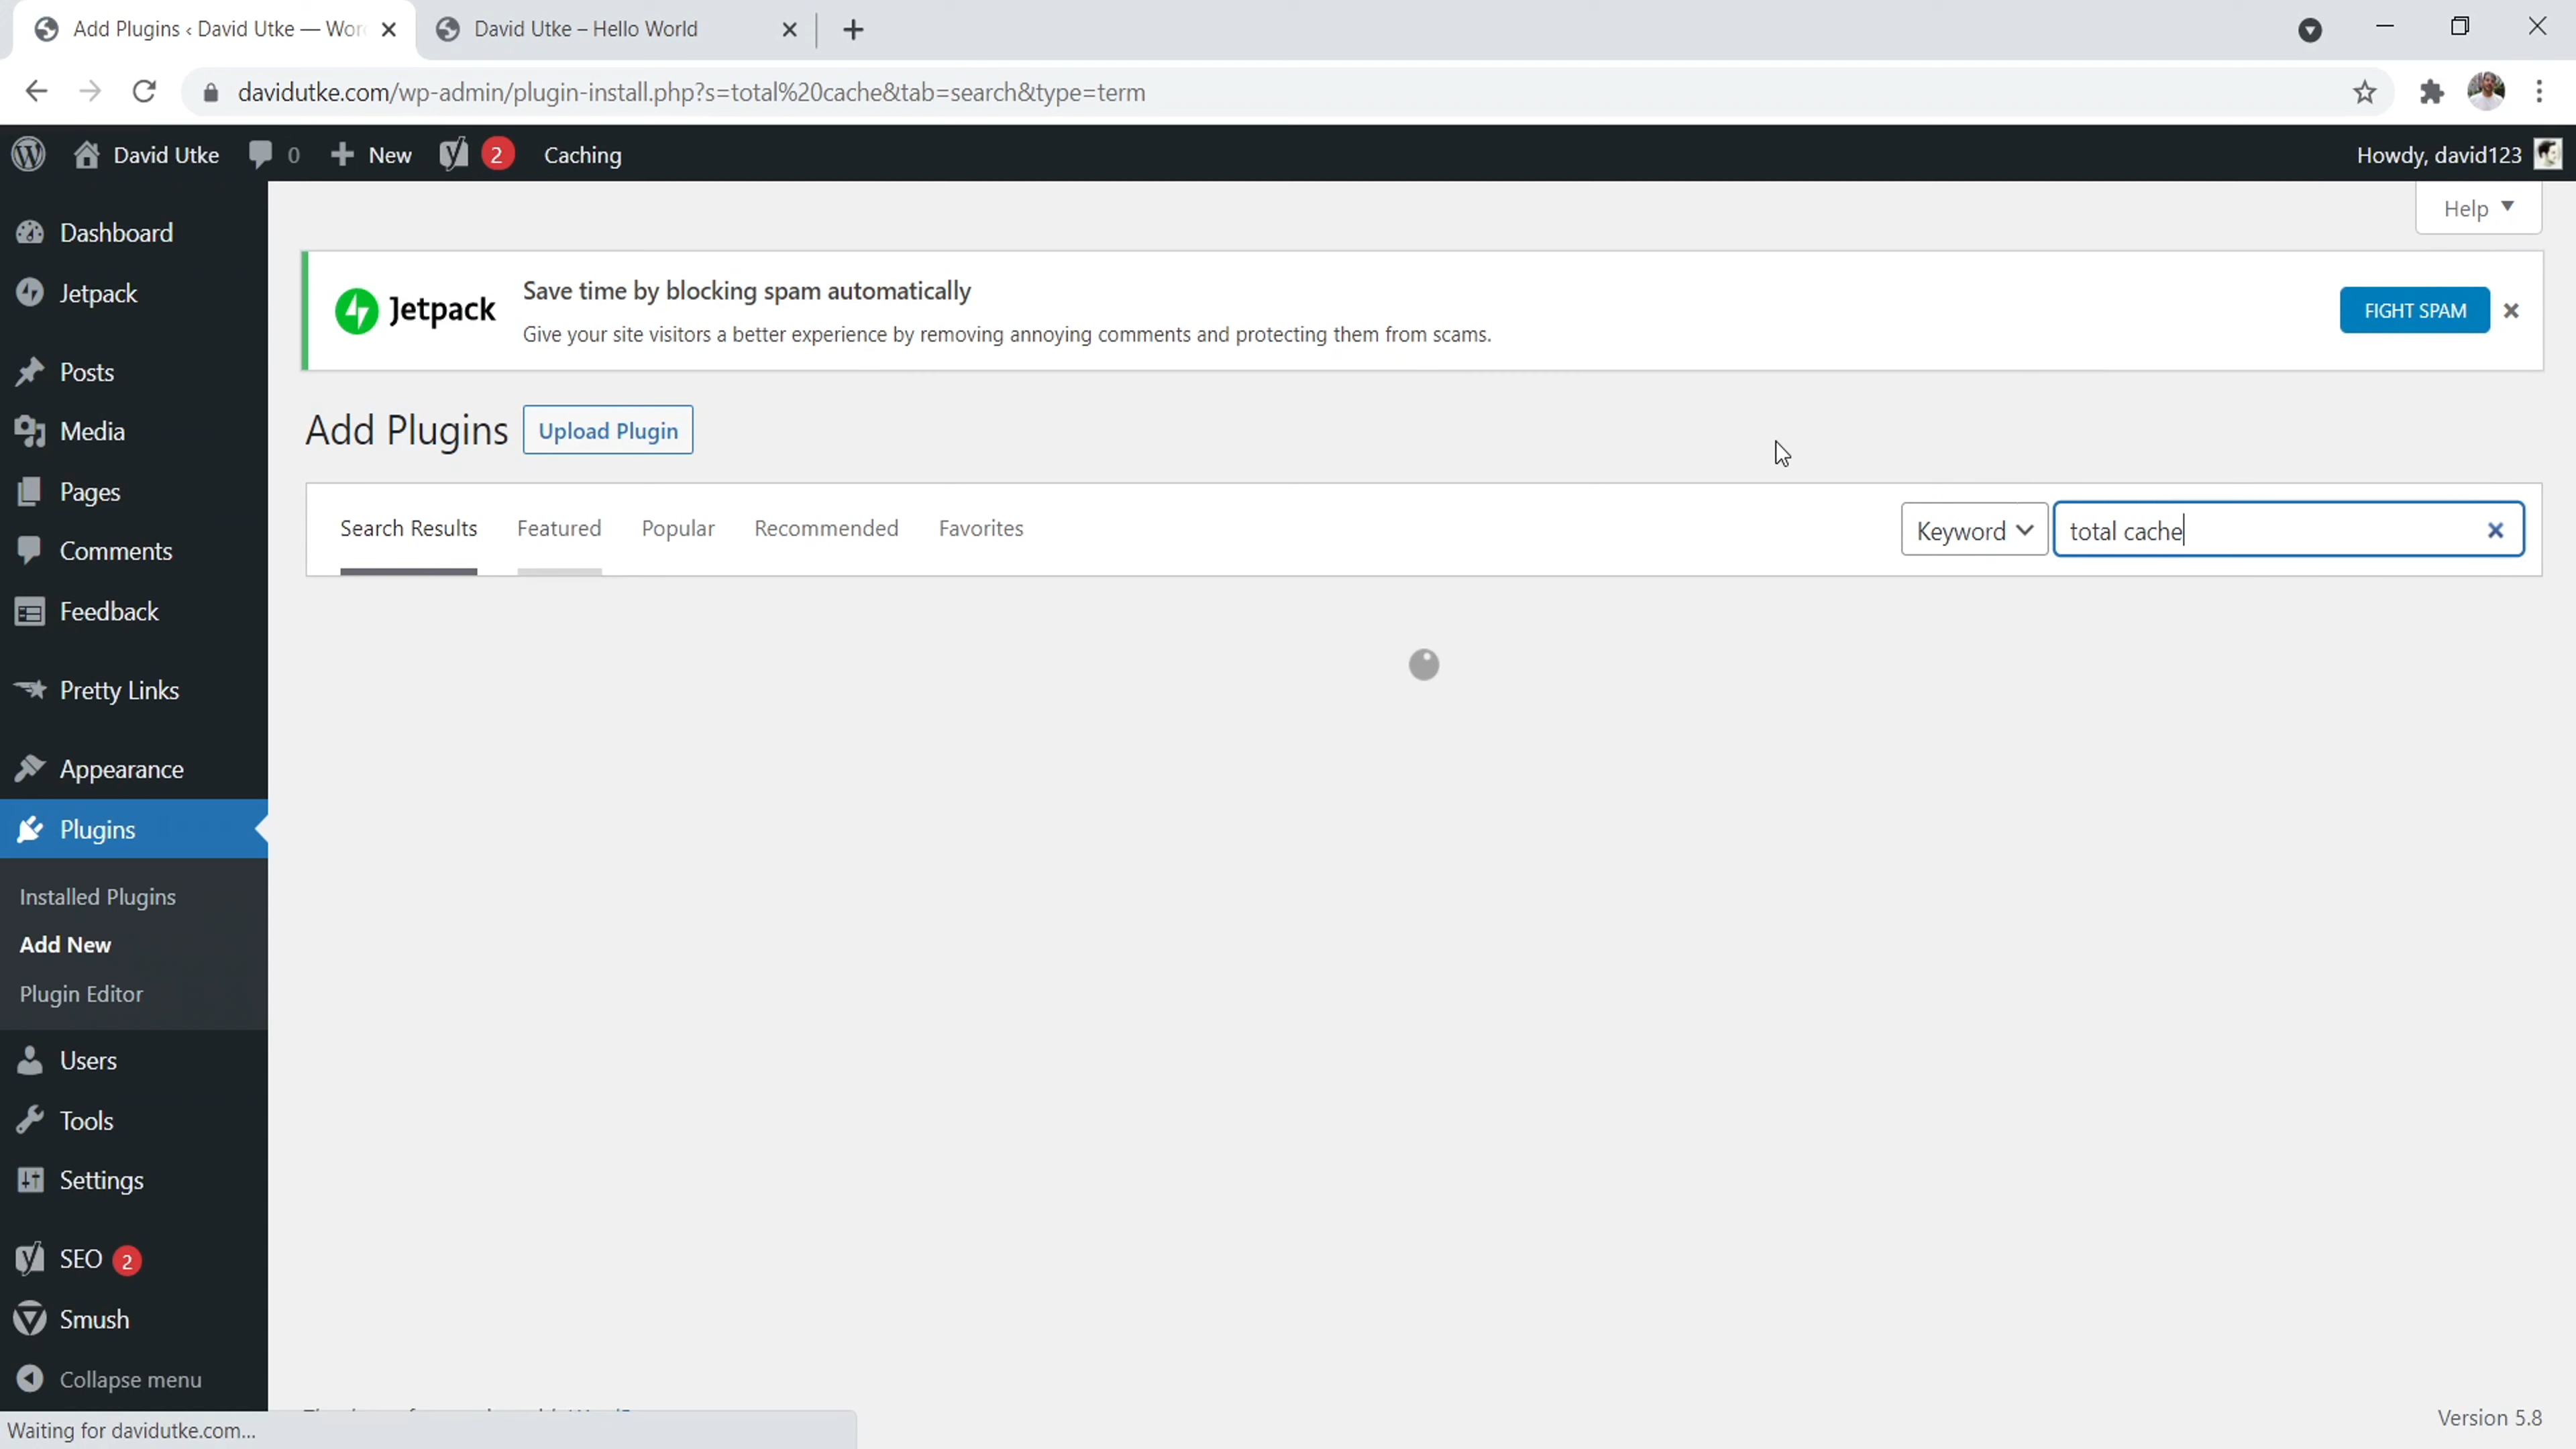 Add Plugins ‹ David Utke — Wor
David Utke – Hello World
davidutke.com/wp-admin/plugin-install.php?s=total%20cache&tab=search&type=term
David Utke 0 New 2 Caching
Howdy, david123
Help
Dashboard
Jetpack
Posts
Media
Pages
Comments
Feedback
Pretty Links
Appearance
Plugins
Installed Plugins
Add New
Plugin Editor
Users
Tools
Settings
SEO 2
Smush
Collapse menu
Jetpack
Save time by blocking spam automatically
Give your site visitors a better experience by removing annoying comments and protecting them from scams.
FIGHT SPAM
Add Plugins
Upload Plugin
Search Results Featured Popular Recommended Favorites
Keyword
total cache
Waiting for davidutke.com...
Version 5.8